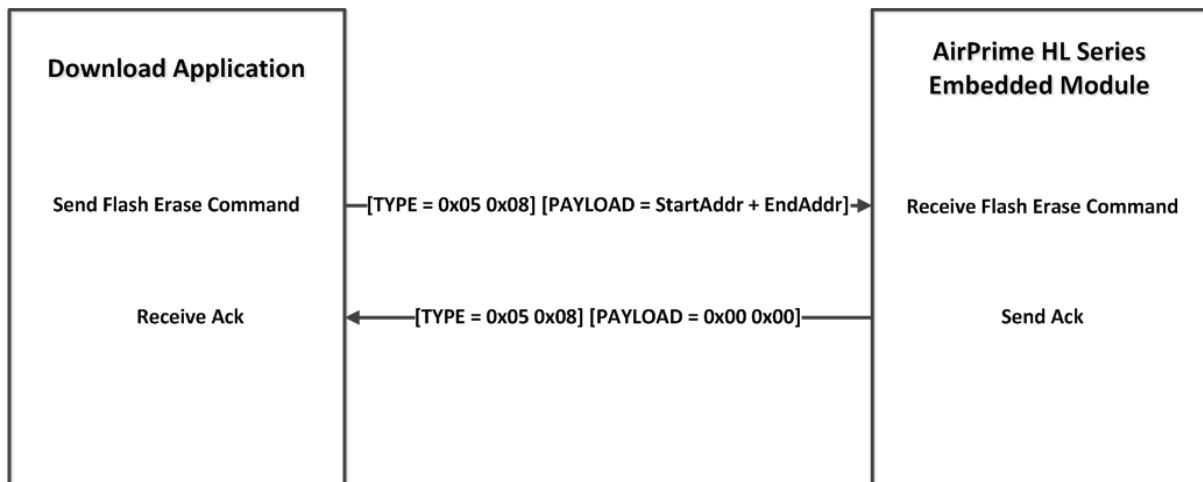 Download Application
AirPrime HL Series
Embedded Module
Send Flash Erase Command
[TYPE = 0x05 0x08] [PAYLOAD = StartAddr + EndAddr]
Receive Flash Erase Command
Receive Ack
[TYPE = 0x05 0x08] [PAYLOAD = 0x00 0x00]
Send Ack